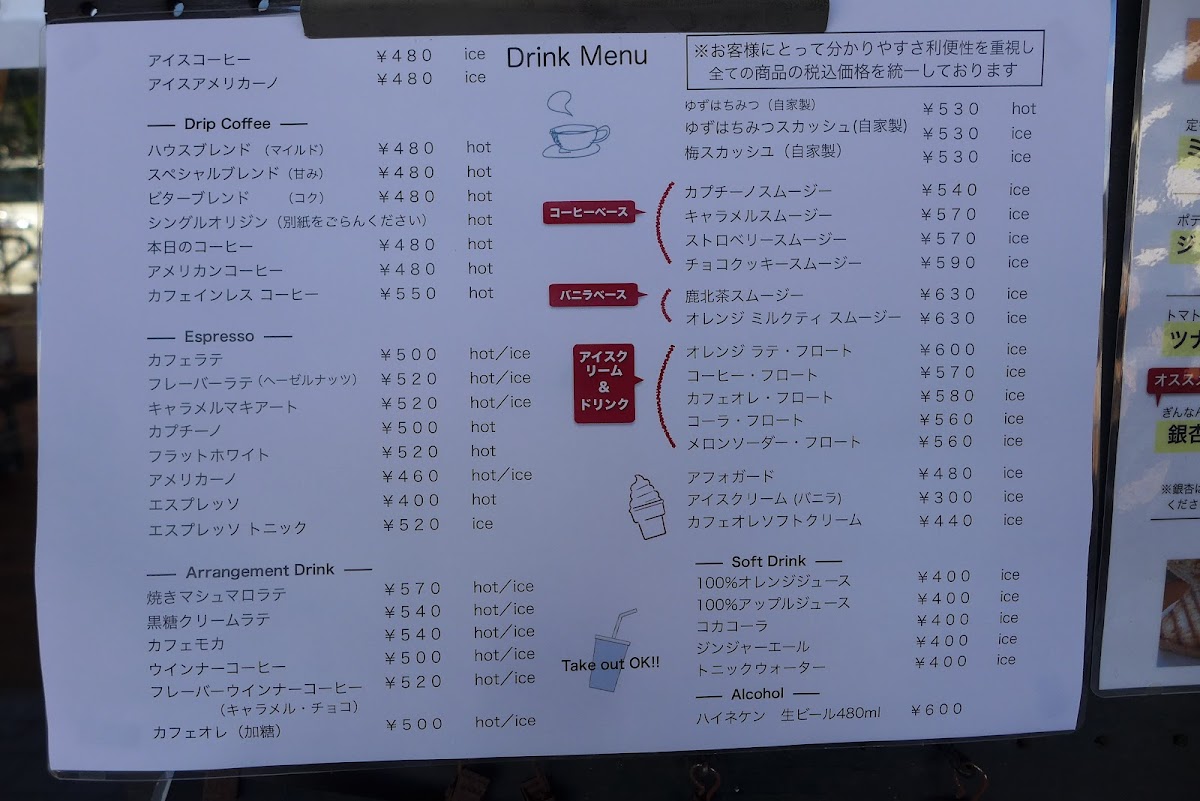 アイスコーヒー ¥480 ice
アイスアメリカーノ ¥480 ice
Drip Coffee
ハウスブレンド （マイルド） ¥480 hot
スペシャルブレンド（甘み） ¥480 hot
ビターブレンド （コク） ¥480 hot
シングルオリジン（別紙をごらんください） hot
本日のコーヒー ¥480 hot
アメリカンコーヒー ¥480 hot
カフェインレス コーヒー ¥550 hot
Espresso
カフェラテ ¥500 hot/ice
フレーバーラテ（ヘーゼルナッツ） ¥520 hot/ice
キャラメルマキアート ¥520 hot/ice
カプチーノ ¥500 hot
フラットホワイト ¥520 hot
アメリカーノ ¥460 hot/ice
エスプレッソ ¥400 hot
エスプレッソ トニック ¥520 ice
Arrangement Drink
焼きマシュマロラテ ¥570 hot/ice
黒糖クリームラテ ¥540 hot/ice
カフェモカ ¥540 hot/ice
ウインナーコーヒー ¥500 hot/ice
フレーバーウインナーコーヒー ¥520 hot/ice
（キャラメル・チョコ）
カフェオレ（加糖） ¥500 hot/ice
Drink Menu
※お客様にとって分かりやすさ利便性を重視し
全ての商品の税込価格を統一しております
ゆずはちみつ（自家製） ¥530 hot
ゆずはちみつスカッシュ(自家製) ¥530 ice
梅スカッシユ（自家製） ¥530 ice
コーヒーベース
カプチーノスムージー ¥540 ice
キャラメルスムージー ¥570 ice
ストロベリースムージー ¥570 ice
チョコクッキースムージー ¥590 ice
バニラベース
鹿北茶スムージー ¥630 ice
オレンジ ミルクティ スムージー ¥630 ice
アイスク
リーム
&
ドリンク
オレンジ ラテ・フロート ¥600 ice
コーヒー・フロート ¥570 ice
カフェオレ・フロート ¥580 ice
コーラ・フロート ¥560 ice
メロンソーダー・フロート ¥560 ice
アフォガード ¥480 ice
アイスクリーム (バニラ) ¥300 ice
カフェオレソフトクリーム ¥440 ice
Soft Drink
100%オレンジジュース ¥400 ice
100%アップルジュース ¥400 ice
コカコーラ ¥400 ice
ジンジャーエール ¥400 ice
トニックウォーター ¥400 ice
Alcohol
ハイネケン 生ビール480ml ¥600
Take out OK!!
定
ジ
ポテ
ジ
トマト
ツナ
オスス
ぎんなん
銀杏
※銀杏は
くださ